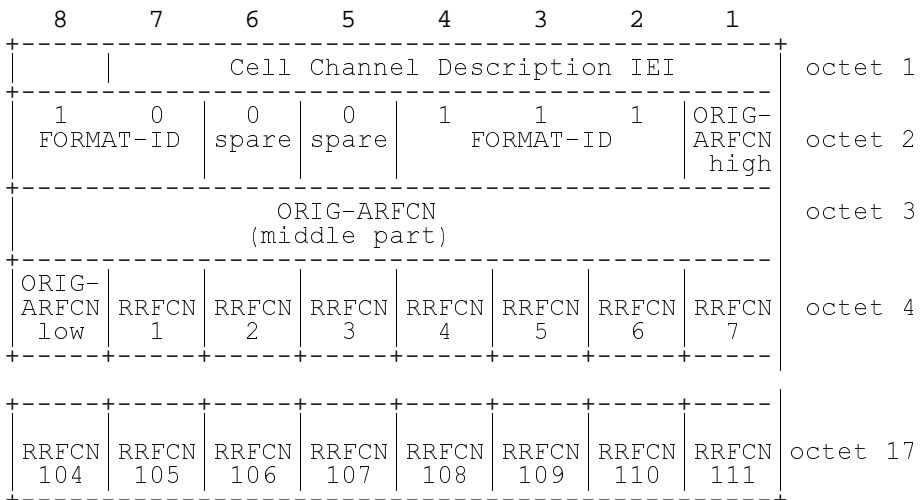 8 7 6 5 4 3 2 1
Cell Channel Description IEI octet 1
1 0 0 0 1 1 1 ORIG-
FORMAT-ID spare spare FORMAT-ID ARFCN octet 2
high
ORIG-ARFCN octet 3
(middle part)
ORIG-
ARFCN RRFCN RRFCN RRFCN RRFCN RRFCN RRFCN RRFCN octet 4
low 1 2 3 4 5 6 7
RRFCN RRFCN RRFCN RRFCN RRFCN RRFCN RRFCN RRFCN octet 17
104 105 106 107 108 109 110 111